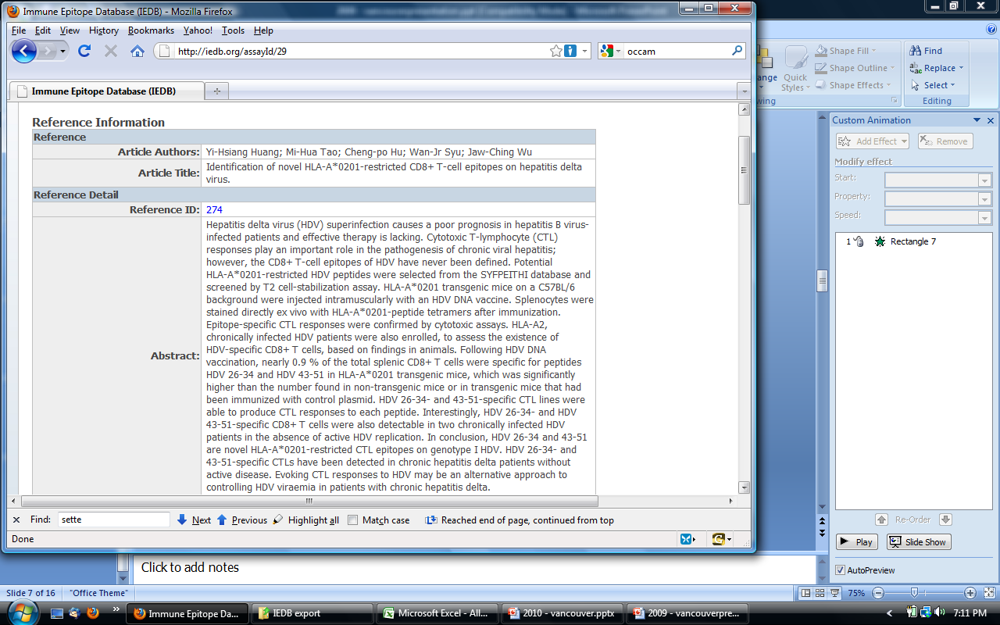 Immune Epitope Database (IEDB) - Mozilla Firefox
File Edit View History Bookmarks Yahoo! Tools Help
http://iedb.org/assayId/29
occam
Immune Epitope Database (IEDB)
Reference Information
Reference
Article Authors: Yi-Hsiang Huang; Mi-Hua Tao; Cheng-po Hu; Wan-Jr Syu; Jaw-Ching Wu
Article Title: Identification of novel HLA-A*0201-restricted CD8+ T-cell epitopes on hepatitis delta
virus.
Reference Detail
Reference ID: 274
Abstract:
Hepatitis delta virus (HDV) superinfection causes a poor prognosis in hepatitis B virus-
infected patients and effective therapy is lacking. Cytotoxic T-lymphocyte (CTL)
responses play an important role in the pathogenesis of chronic viral hepatitis;
however, the CD8+ T-cell epitopes of HDV have never been defined. Potential
HLA-A*0201-restricted HDV peptides were selected from the SYFPEITHI database and
screened by T2 cell-stabilization assay. HLA-A*0201 transgenic mice on a C57BL/6
background were injected intramuscularly with an HDV DNA vaccine. Splenocytes were
stained directly ex vivo with HLA-A*0201-peptide tetramers after immunization.
Epitope-specific CTL responses were confirmed by cytotoxic assays. HLA-A2,
chronically infected HDV patients were also enrolled, to assess the existence of
HDV-specific CD8+ T cells, based on findings in animals. Following HDV DNA
vaccination, nearly 0.9 % of the total splenic CD8+ T cells were specific for peptides
HDV 26-34 and HDV 43-51 in HLA-A*0201 transgenic mice, which was significantly
higher than the number found in non-transgenic mice or in transgenic mice that had
been immunized with control plasmid. HDV 26-34- and 43-51-specific CTL lines were
able to produce CTL responses to each peptide. Interestingly, HDV 26-34- and HDV
43-51-specific CD8+ T cells were also detectable in two chronically infected HDV
patients in the absence of active HDV replication. In conclusion, HDV 26-34 and 43-51
are novel HLA-A*0201-restricted CTL epitopes on genotype I HDV. HDV 26-34- and
43-51-specific CTLs have been detected in chronic hepatitis delta patients without
active disease. Evoking CTL responses to HDV may be an alternative approach to
controlling HDV viraemia in patients with chronic hepatitis delta.
Find: sette Next Previous Highlight all Match case Reached end of page, continued from top
Done
ange
Quick
Styles
Shape Fill
Shape Outline
Shape Effects
wing
Find
Replace
Select
Editing
Custom Animation
Add Effect Remove
Modify effect
Start:
Property:
Speed:
1 Rectangle 7
Re-Order
Play Slide Show
AutoPreview
Click to add notes
Slide 7 of 16 "Office Theme" 75%
Immune Epitope Da... IEDB export Microsoft Excel - All... 2010 - vancouver.pptx 2009 - vancouverpre... 7:11 PM